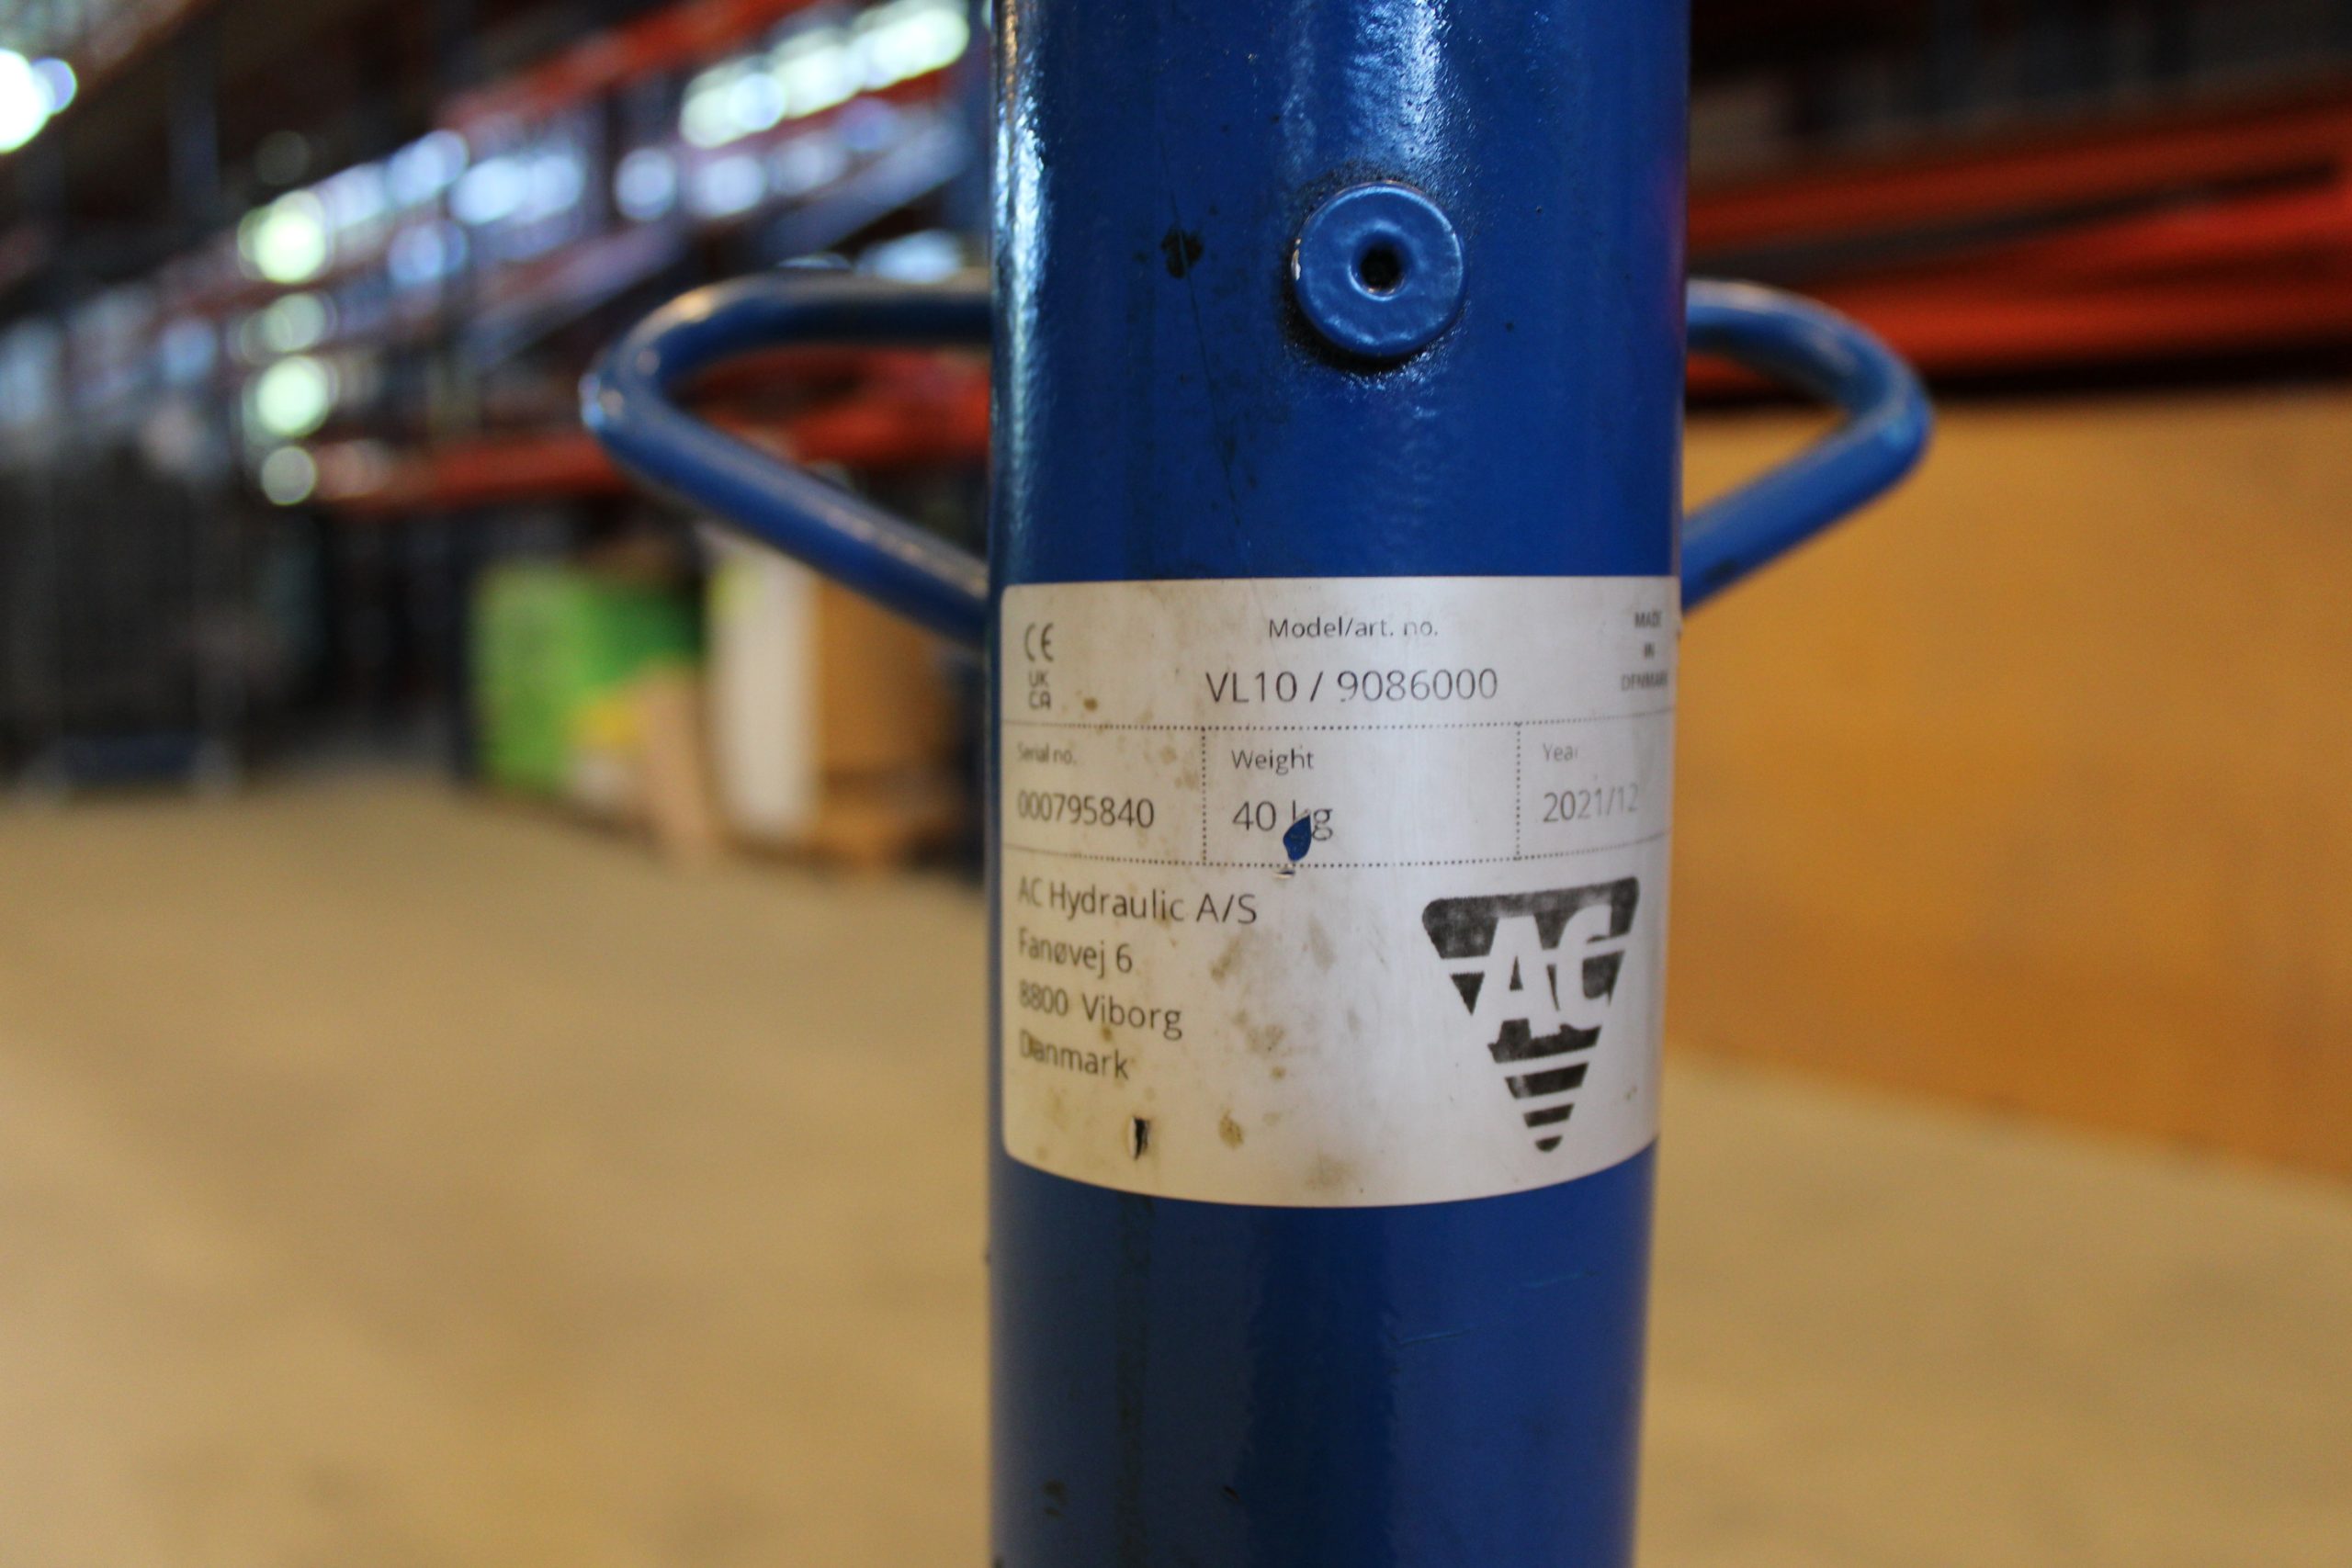 CE
UK
CA
Model/art. no.
VL10 / 9086000
MADE
IN
DENMARK
Serial no.
000795840
Weight
40 kg
Year
2021/12
AC Hydraulic A/S
Fanøvej 6
8800 Viborg
Danmark
AC